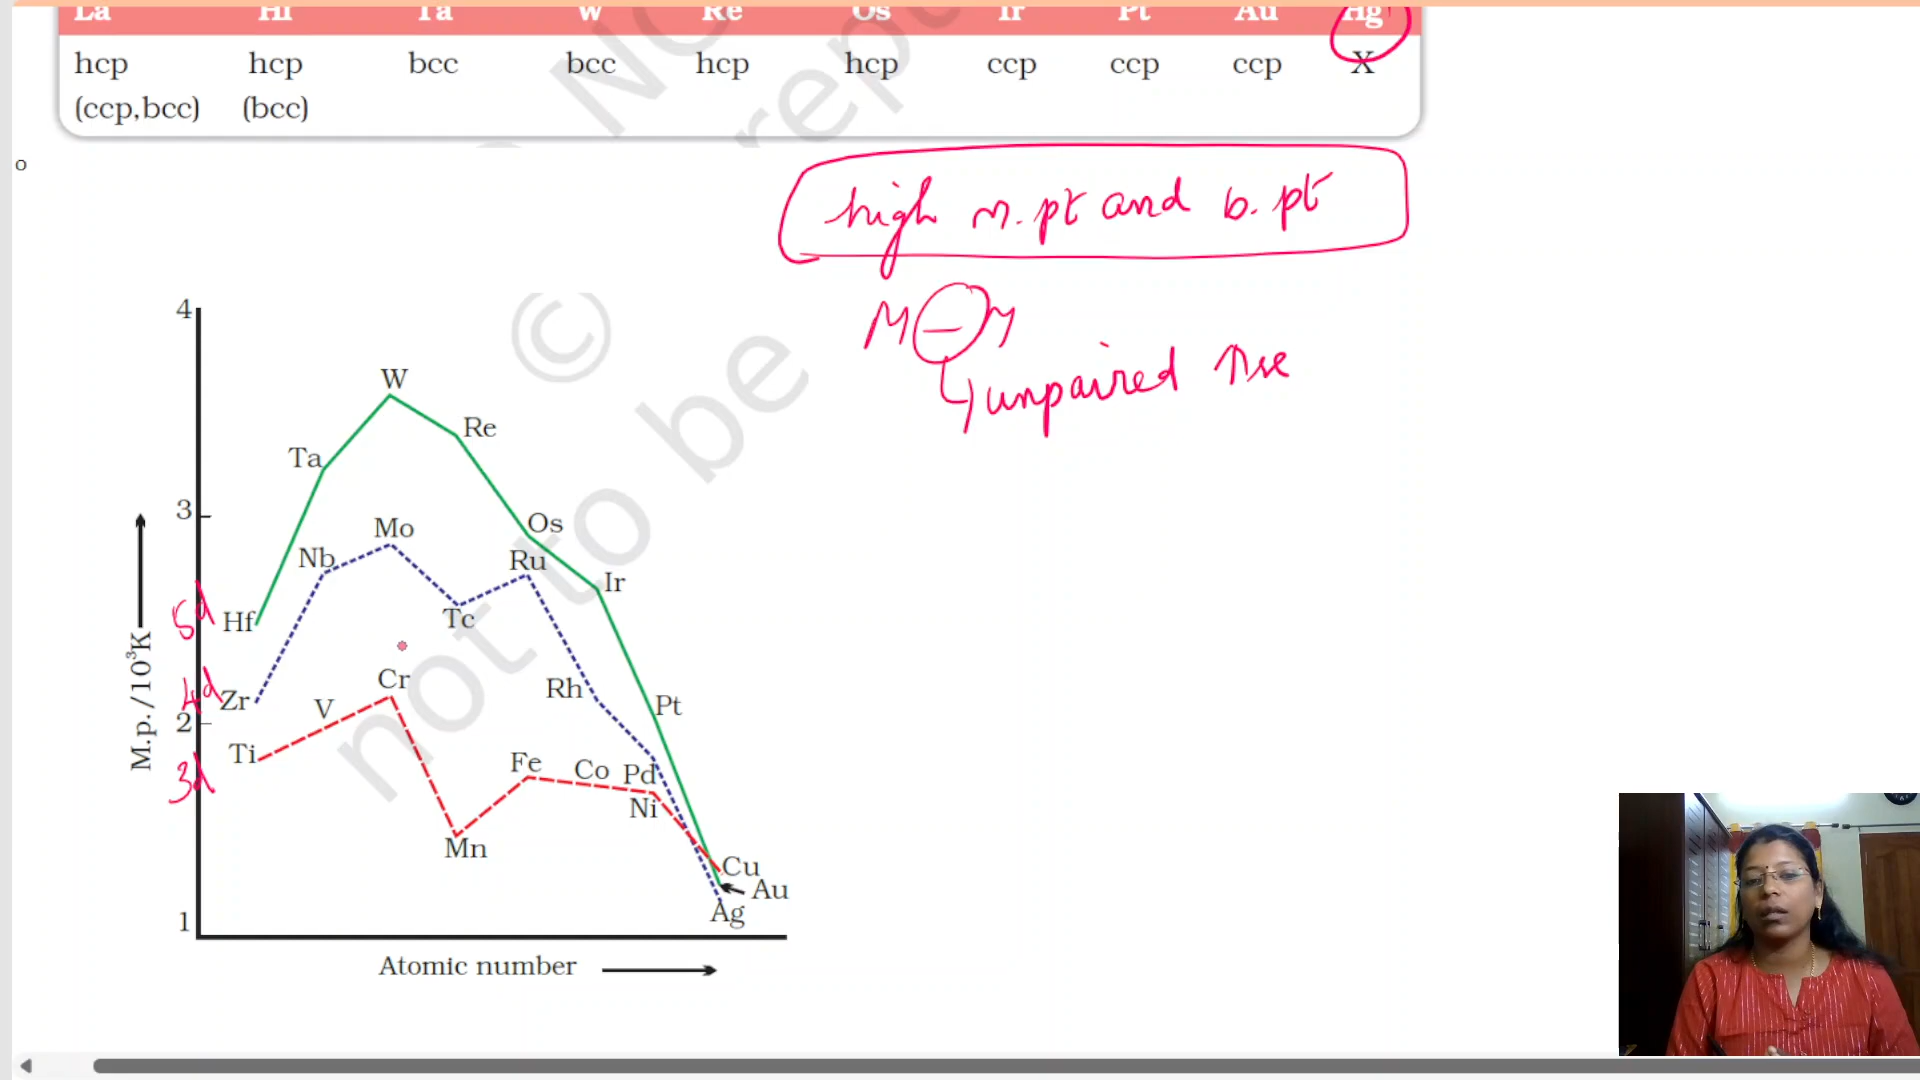 La Hf Ta W Re Os Ir Pt Au Hg
hcp hcp bcc bcc hcp hcp ccp ccp ccp X
(ccp,bcc) (bcc)
o
high m.pt and b.pt
M – M
unpaired
4
3
2
1
M.p./10³K
5d
4d
3d
W
Re
Ta
Os
Mo
Nb
Ru
Ir
Hf
Tc
Cr
Rh
Zr
V
Pt
Ti
Fe Co Pd
Ni
Mn
Cu
Au
Ag
Atomic number
©
not to be